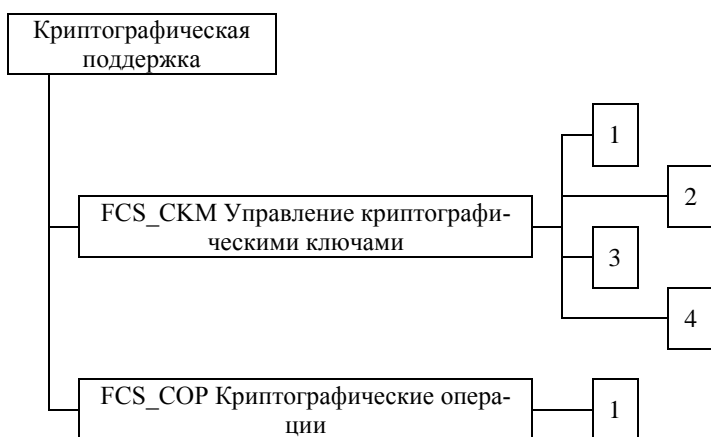 Криптографическая
поддержка
1
2
FCS_CKM Управление криптографи-
ческими ключами
3
4
FCS_COP Криптографические опера-
ции
1